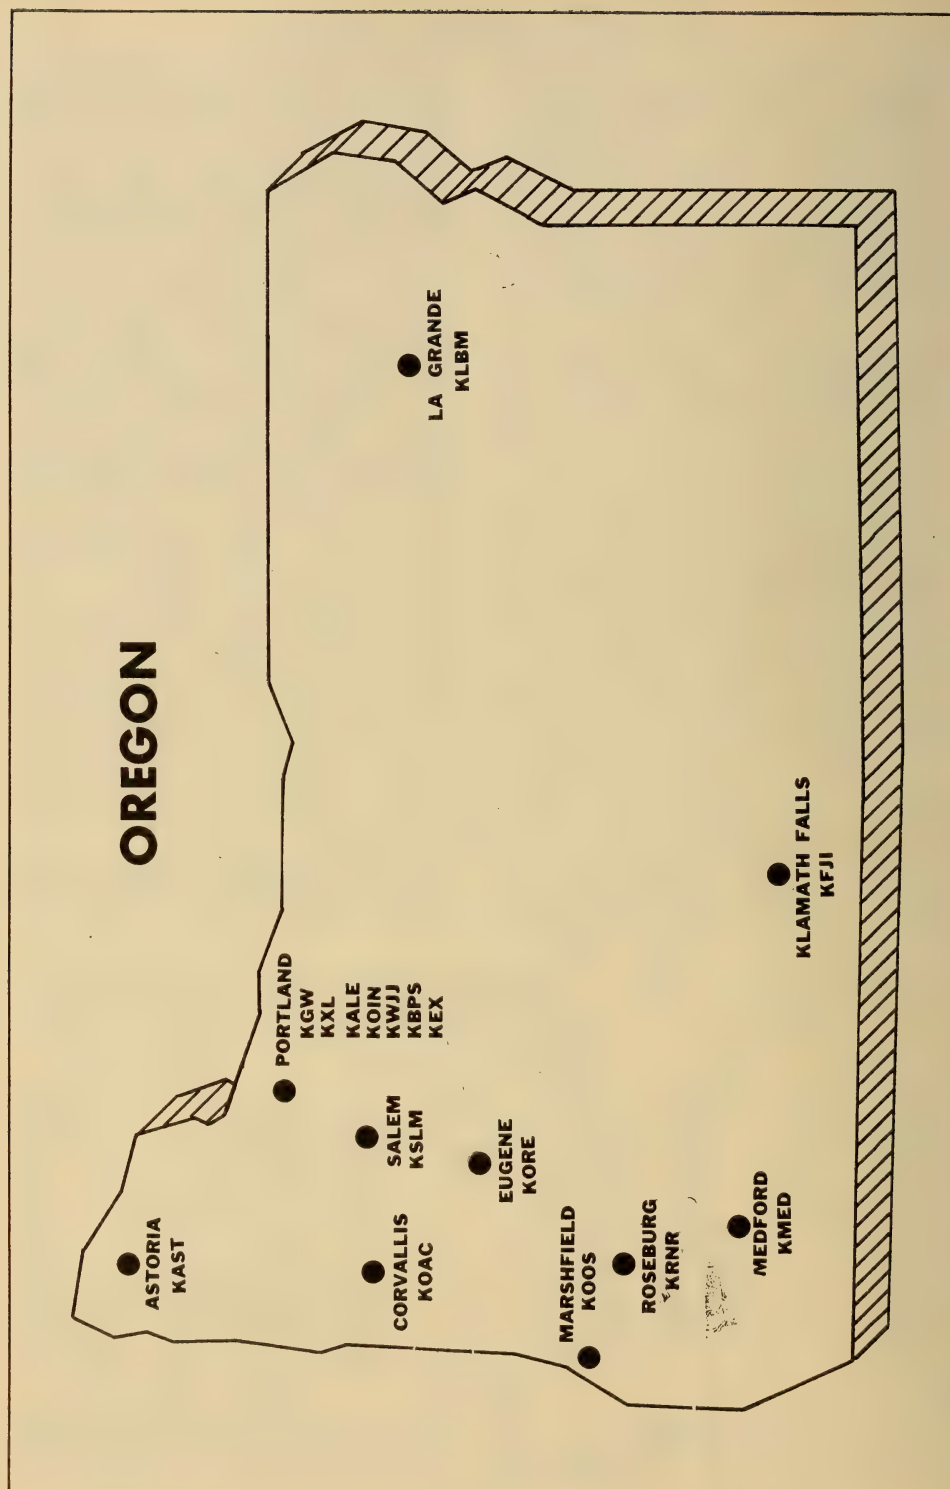 OREGON
ASTORIA
KAST
PORTLAND
KGW
KXL
KALE
KOIN
KWJJ
KBPS
KEX
SALEM
KSLM
CORVALLIS
KOAC
EUGENE
KORE
LA GRANDE
KLBM
MARSHFIELD
KOOS
ROSEBURG
KRNR
MEDFORD
KMED
KLAMATH FALLS
KFJI